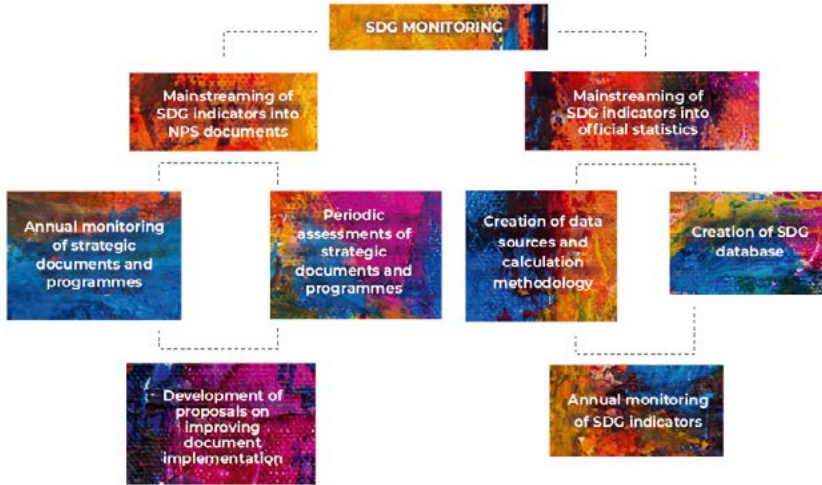 SDG MONITORING
Mainstreaming of
SDG indicators into
NPS documents
Mainstreaming of
SDG indicators into
official statistics
Annual monitoring
of strategic
documents and
programmes
Periodic
assessments of
strategic
documents and
programmes
Creation of data
sources and
calculation
methodology
Creation of SDG
database
Development of
proposals on
improving
document
implementation
Annual monitoring
of SDG indicators